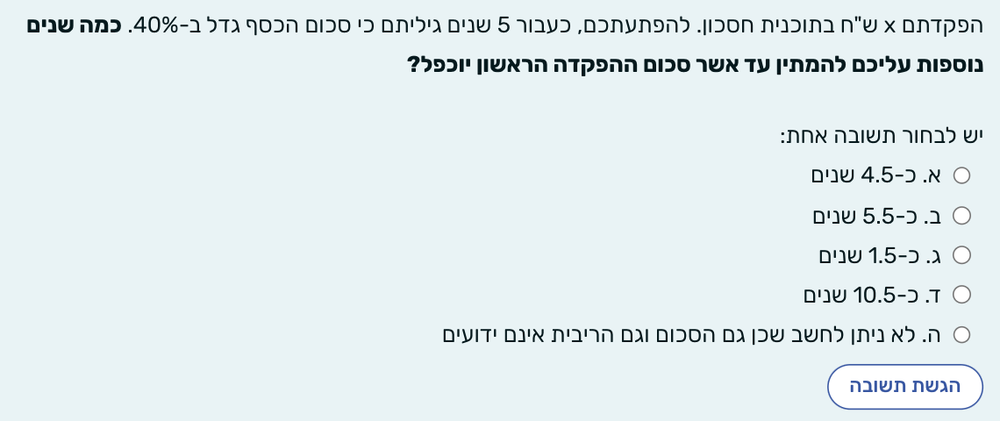 הפקדתם x ש"ח בתוכנית חסכון. להפתעתכם, כעבור 5 שנים גיליתם כי סכום הכסף גדל ב-40%. כמה שנים
נוספות עליכם להמתין עד אשר סכום ההפקדה הראשון יוכפל?
יש לבחור תשובה אחת:
א. כ-4.5 שנים
ב. כ-5.5 שנים
ג. כ-1.5 שנים
ד. כ-10.5 שנים
ה. לא ניתן לחשב שכן גם הסכום וגם הריבית אינם ידועים
הגשת תשובה